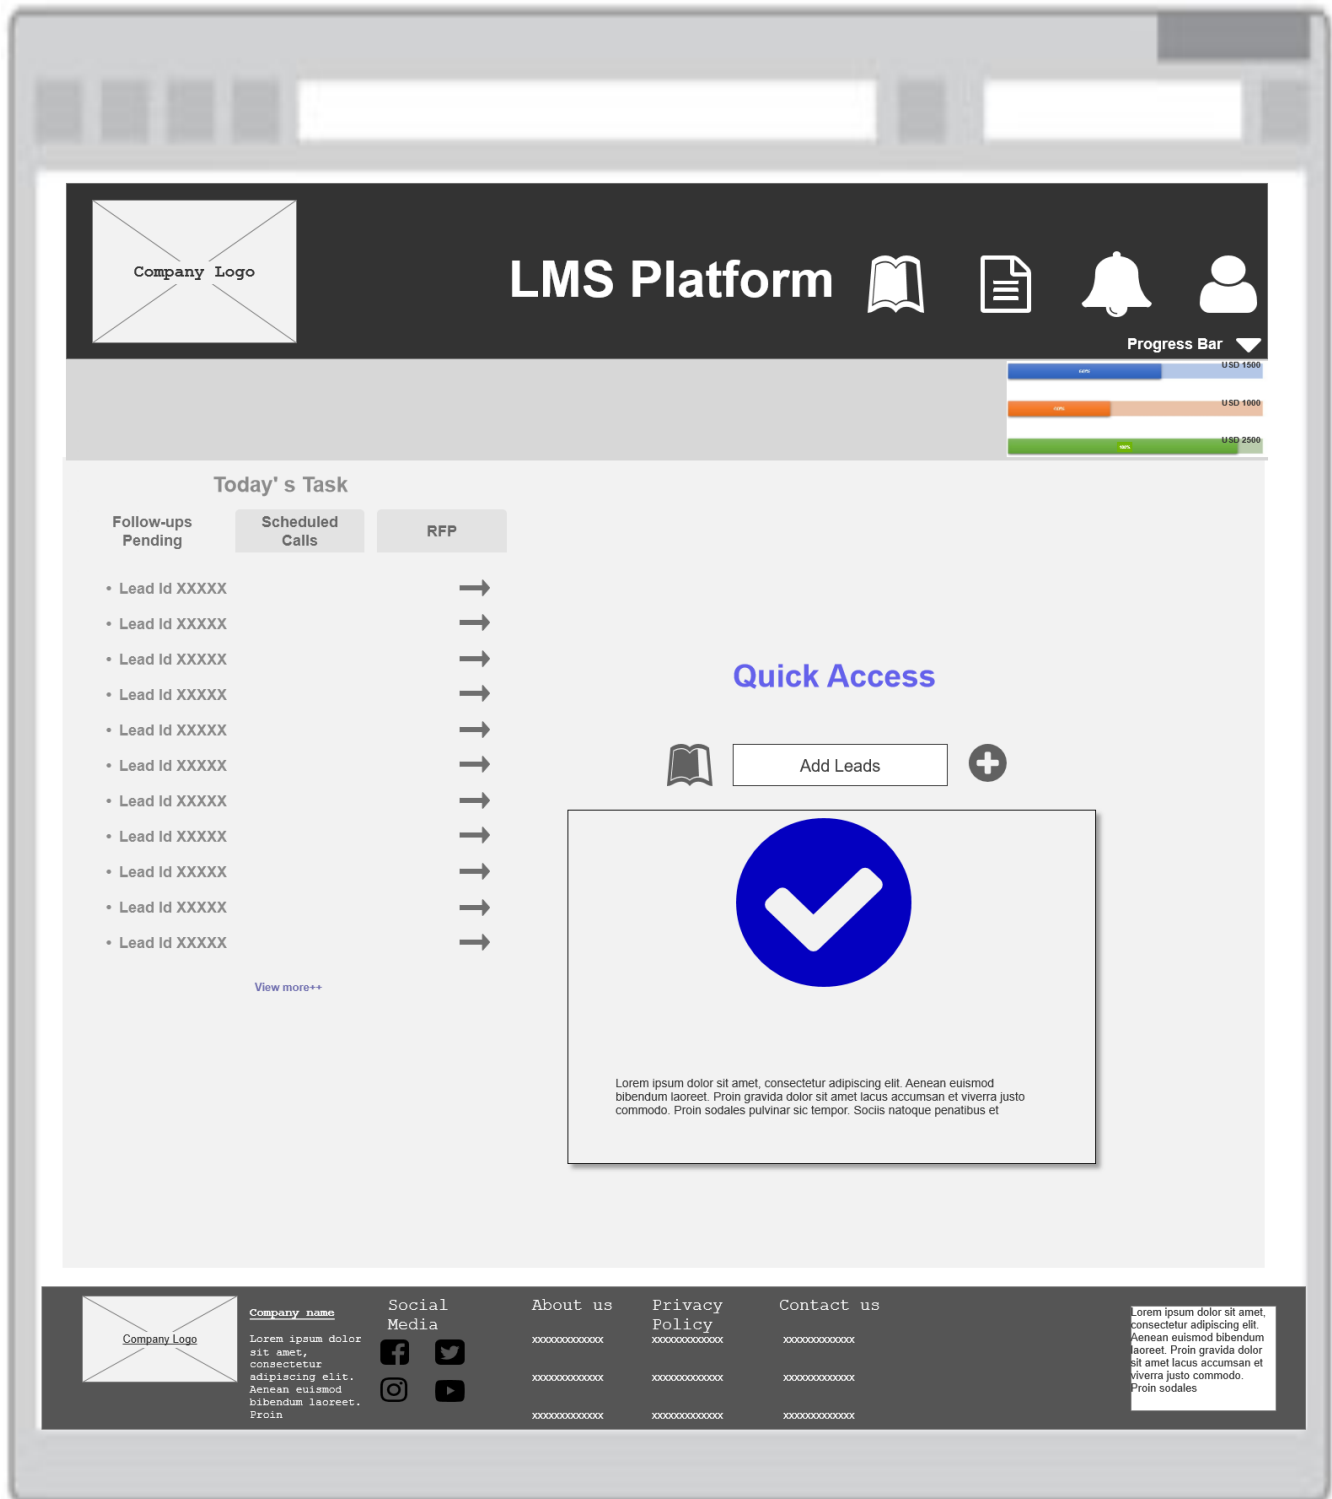 Company Logo
LMS Platform
Progress Bar
USD 1500
USD 1000
USD 2500
Today' s Task
Follow-ups
Pending
Scheduled
Calls
RFP
• Lead Id XXXXX
• Lead Id XXXXX
• Lead Id XXXXX
• Lead Id XXXXX
• Lead Id XXXXX
• Lead Id XXXXX
• Lead Id XXXXX
• Lead Id XXXXX
• Lead Id XXXXX
• Lead Id XXXXX
• Lead Id XXXXX
View more++
Quick Access
Add Leads
Lorem ipsum dolor sit amet, consectetur adipiscing elit. Aenean euismod
bibendum laoreet. Proin gravida dolor sit amet lacus accumsan et viverra justo
commodo. Proin sodales pulvinar sic tempor. Sociis natoque penatibus et
Company Logo
Company name
Lorem ipsum dolor
sit amet,
consectetur
adipiscing elit.
Aenean euismod
bibendum laoreet.
Proin
Social
Media
About us
xxxxxxxxxxxxx
xxxxxxxxxxxxx
xxxxxxxxxxxxx
Privacy
Policy
xxxxxxxxxxxxx
xxxxxxxxxxxxx
xxxxxxxxxxxxx
Contact us
xxxxxxxxxxxxx
xxxxxxxxxxxxx
xxxxxxxxxxxxx
Lorem ipsum dolor sit amet,
consectetur adipiscing elit.
Aenean euismod bibendum
laoreet. Proin gravida dolor
sit amet lacus accumsan et
viverra justo commodo.
Proin sodales